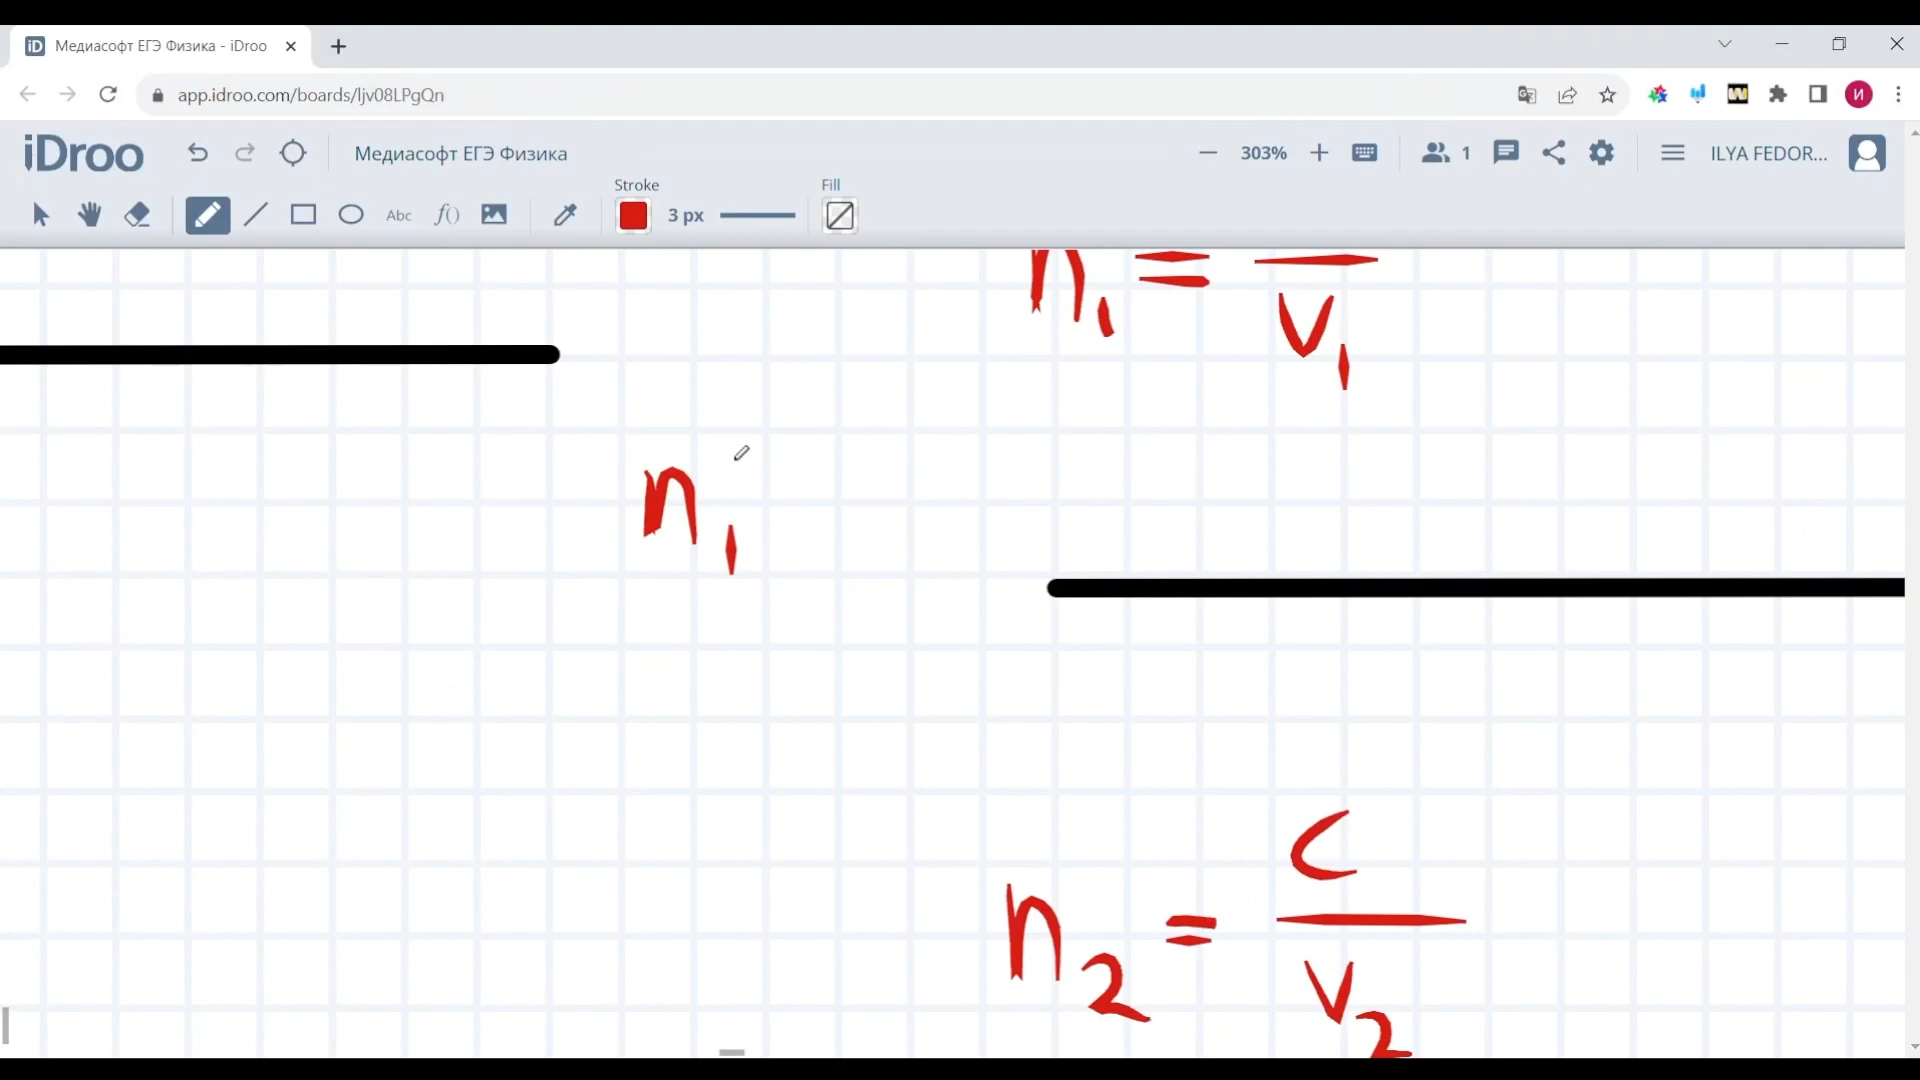 Медиасофт ЕГЭ Физика - iDroo
app.idroo.com/boards/ljv08LPgQn
И
iDroo
Медиасофт ЕГЭ Физика
303%
1
ILYA FEDOR...
Stroke
Fill
Abc
f()
3 px
n₁ =
v₁
n₁
c
n₂ =
v₂